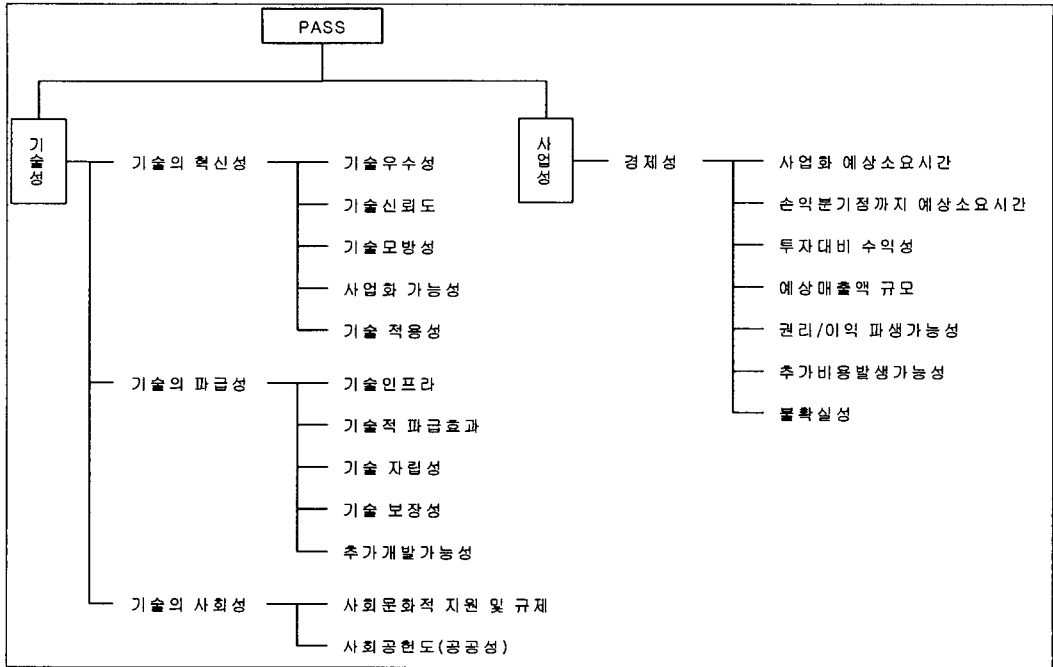 PASS
기술성
기술의 혁신성
기술우수성
기술신뢰도
기술모방성
사업화 가능성
기술 적용성
기술의 파급성
기술인프라
기술적 파급효과
기술 자립성
기술 보장성
추가개발가능성
기술의 사회성
사회문화적 지원 및 규제
사회공헌도(공공성)
사업성
경제성
사업화 예상소요시간
손익분기점까지 예상소요시간
투자대비 수익성
예상매출액 규모
권리/이익 파생가능성
추가비용발생가능성
불확실성